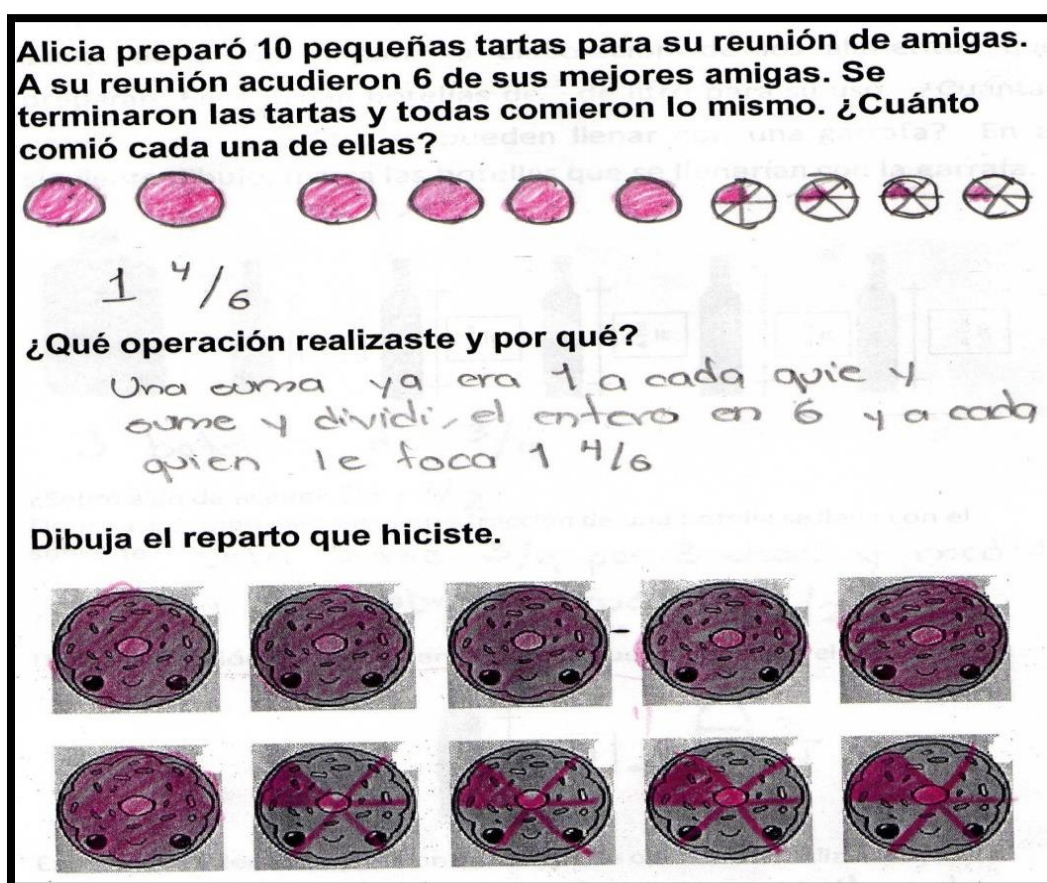 Alicia preparó 10 pequeñas tartas para su reunión de amigas.
A su reunión acudieron 6 de sus mejores amigas. Se
terminaron las tartas y todas comieron lo mismo. ¿Cuánto
comió cada una de ellas?
1 4/6
¿Qué operación realizaste y por qué?
Una suma ya era 1 a cada quie y
sume y dividi, el entero en 6 y a cada
quien le toca 1 4/6
Dibuja el reparto que hiciste.